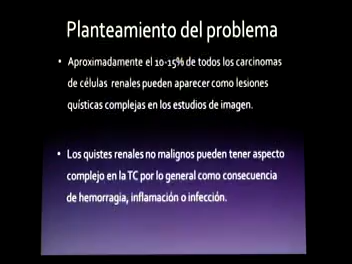 Planteamiento del problema
• Aproximadamente el 10-15% de todos los carcinomas
de células renales pueden aparecer como lesiones
quísticas complejas en los estudios de imagen.
• Los quistes renales no malignos pueden tener aspecto
complejo en la TC por lo general como consecuencia
de hemorragia, inflamación o infección.